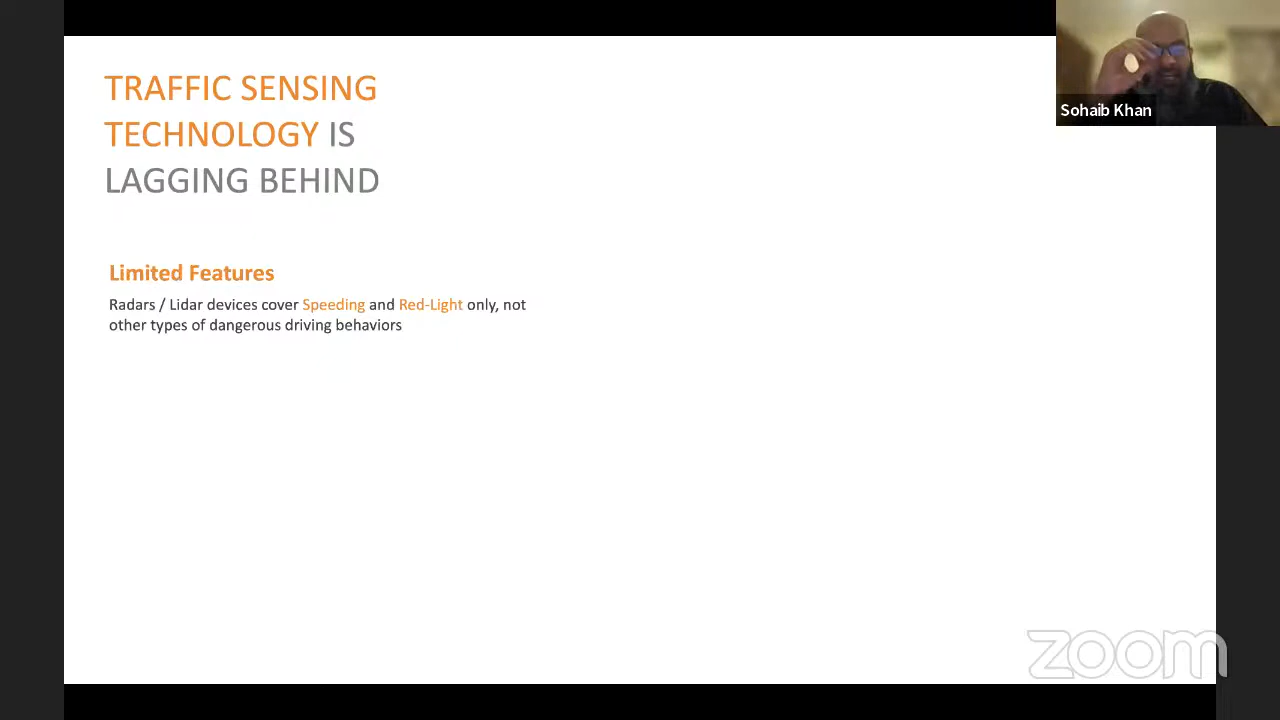 TRAFFIC SENSING
TECHNOLOGY IS
LAGGING BEHIND
Limited Features
Radars / Lidar devices cover Speeding and Red-Light only, not
other types of dangerous driving behaviors
Sohaib Khan
zoom